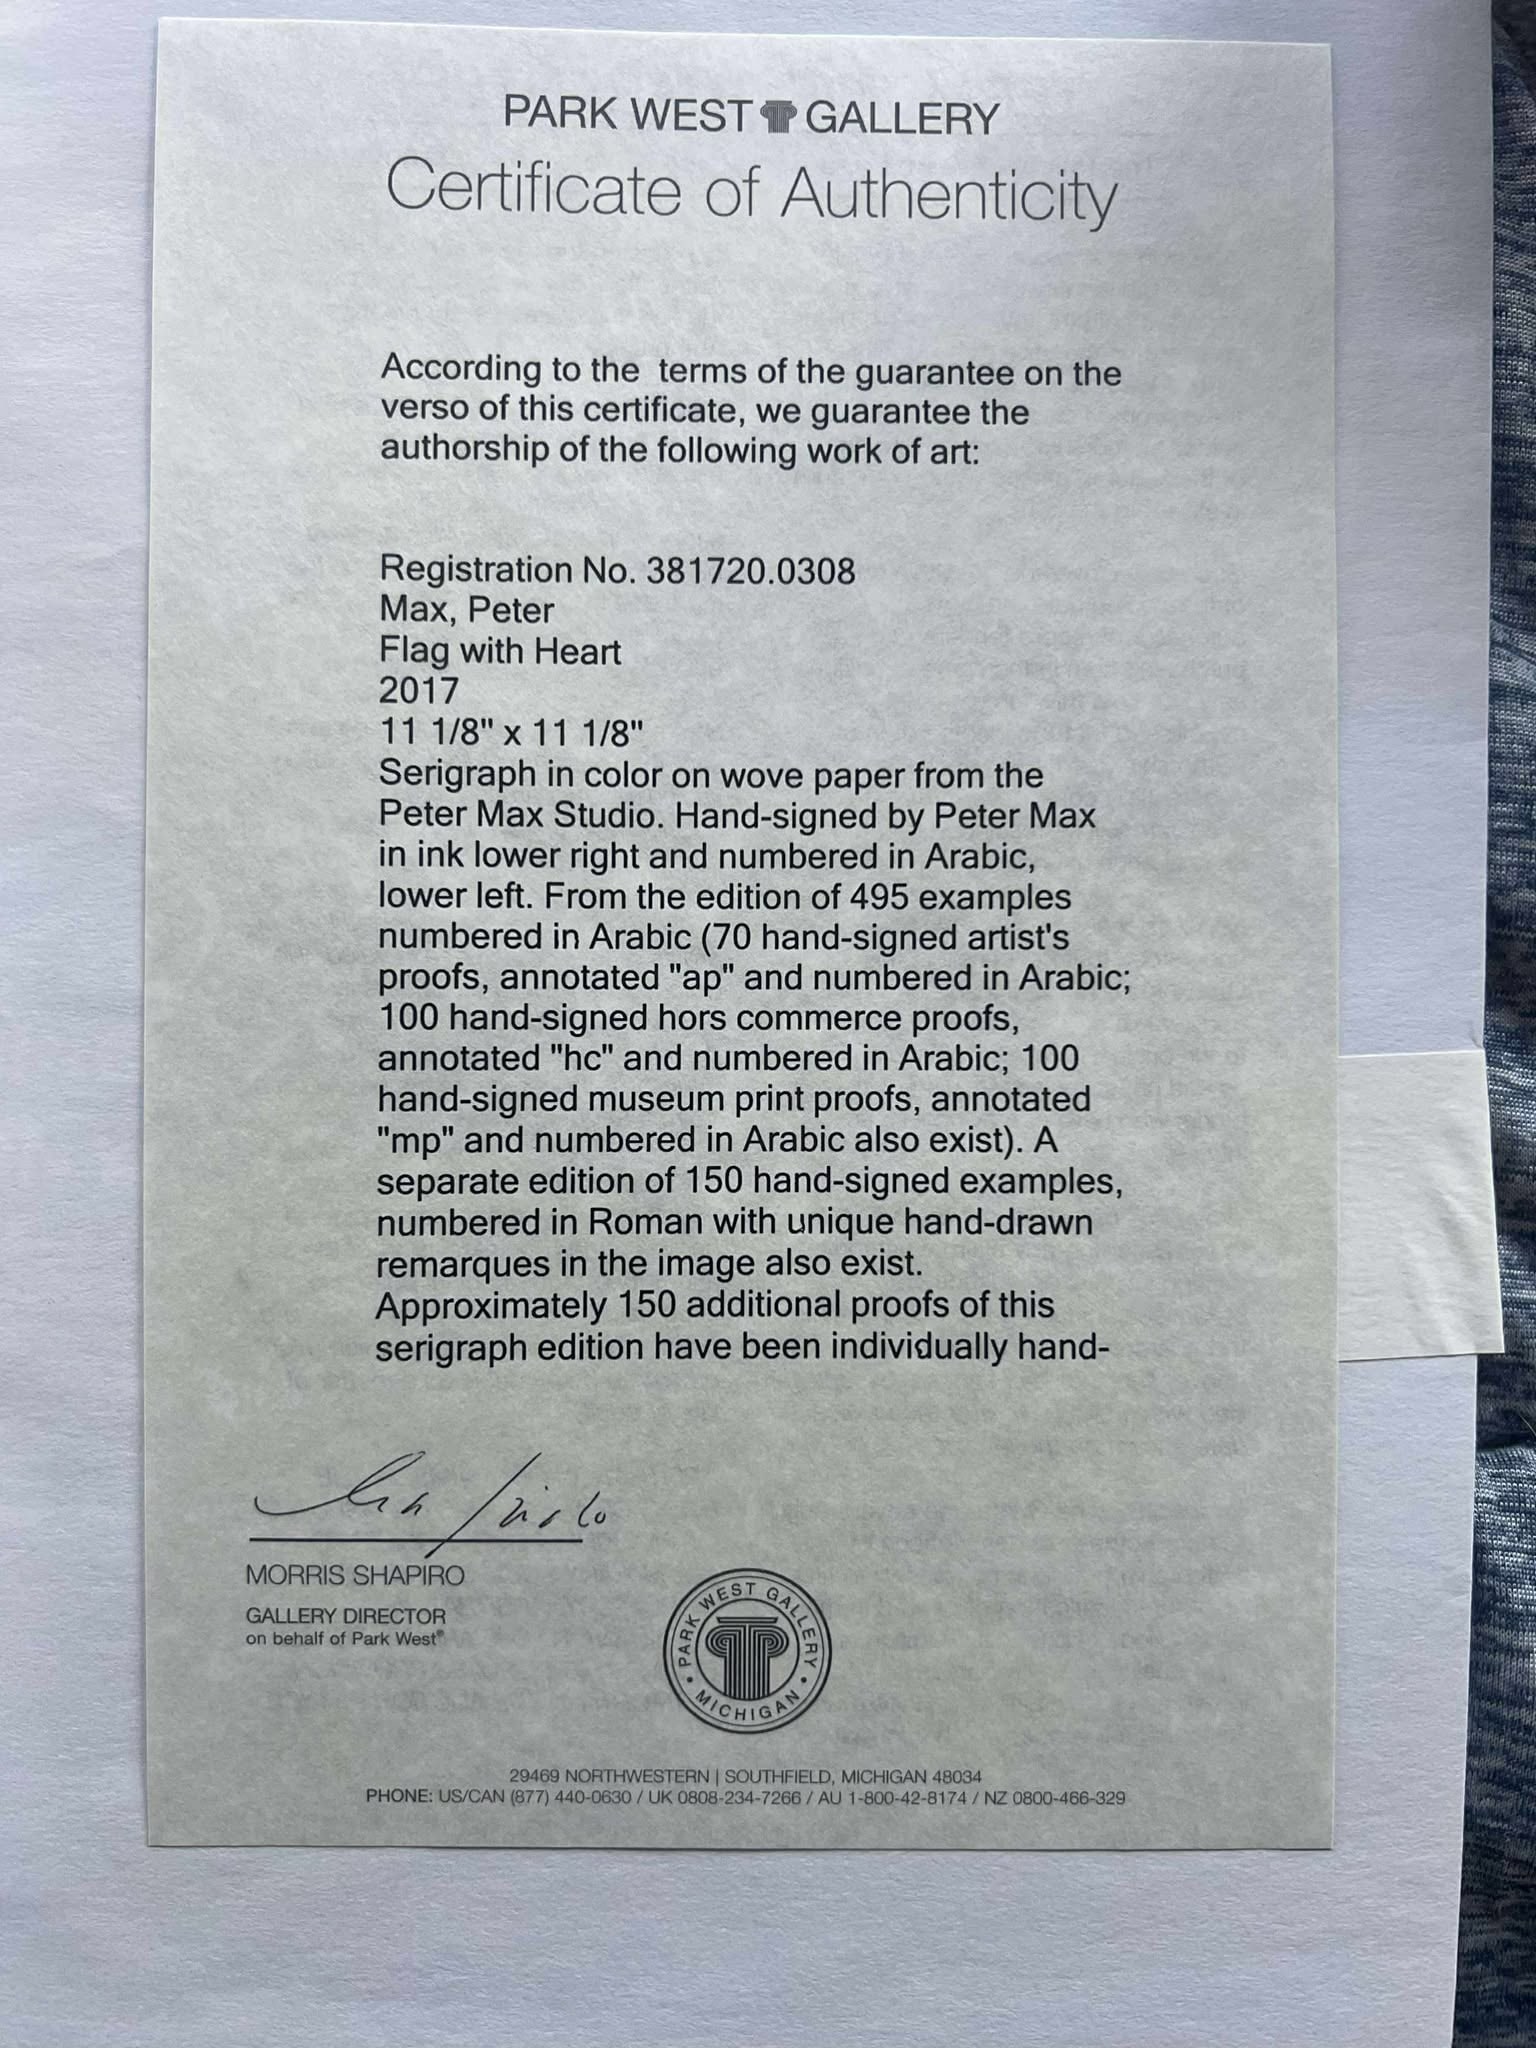 PARK WEST GALLERY
Certificate of Authenticity
According to the terms of the guarantee on the
verso of this certificate, we guarantee the
authorship of the following work of art:
Registration No. 381720.0308
Max, Peter
Flag with Heart
2017
11 1/8" x 11 1/8"
Serigraph in color on wove paper from the
Peter Max Studio. Hand-signed by Peter Max
in ink lower right and numbered in Arabic,
lower left. From the edition of 495 examples
numbered in Arabic (70 hand-signed artist's
proofs, annotated "ap" and numbered in Arabic;
100 hand-signed hors commerce proofs,
annotated "hc" and numbered in Arabic; 100
hand-signed museum print proofs, annotated
"mp" and numbered in Arabic also exist). A
separate edition of 150 hand-signed examples,
numbered in Roman with unique hand-drawn
remarques in the image also exist.
Approximately 150 additional proofs of this
serigraph edition have been individually hand-
MORRIS SHAPIRO
GALLERY DIRECTOR
on behalf of Park West®
PARK WEST GALLERY
• MICHIGAN •
29469 NORTHWESTERN | SOUTHFIELD, MICHIGAN 48034
PHONE: US/CAN (877) 440-0630 / UK 0808-234-7266 / AU 1-800-42-8174 / NZ 0800-466-329